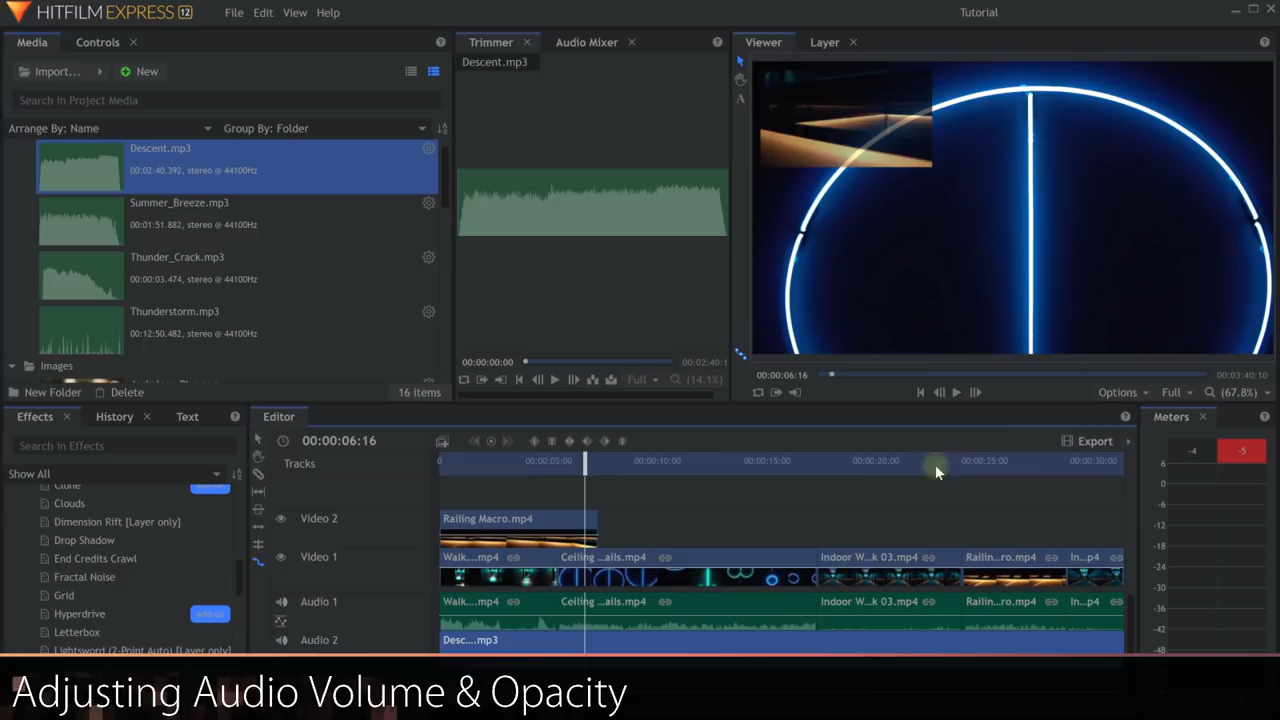 HITFILM EXPRESS 12
File Edit View Help
Tutorial
Media Controls
Import... New
Search in Project Media
Arrange By: Name Group By: Folder
Descent.mp3
00:02:40.392, stereo @ 44100Hz
Summer_Breeze.mp3
00:01:51.882, stereo @ 44100Hz
Thunder_Crack.mp3
00:00:03.474, stereo @ 44100Hz
Thunderstorm.mp3
00:12:50.482, stereo @ 44100Hz
Images
New Folder Delete 16 items
Trimmer Audio Mixer
Descent.mp3
00:00:00:00 00:02:40:1
Full (14.1%)
Viewer Layer
00:00:06:16 00:03:40:10
Options Full (67.8%)
Effects History Text
Search in Effects
Show All
Clone
Clouds
Dimension Rift [Layer only]
Drop Shadow
End Credits Crawl
Fractal Noise
Grid
Hyperdrive
Letterbox
Lightsword (2-Point Auto) [Layer only]
Editor
00:00:06:16 Export
Tracks 0 00:00:05:00 00:00:10:00 00:00:15:00 00:00:20:00 00:00:25:00 00:00:30:00
Video 2 Railing Macro.mp4
Video 1 Walk....mp4 Ceiling ...ails.mp4 Indoor W...k 03.mp4 Railin...ro.mp4 In...p4
Audio 1 Walk....mp4 Ceiling ...ails.mp4 Indoor W...k 03.mp4 Railin...ro.mp4 In...p4
Audio 2 Desc....mp3
Meters
-4 -5
6
0
-6
-12
-18
-24
-30
-36
-42
-48
Adjusting Audio Volume & Opacity